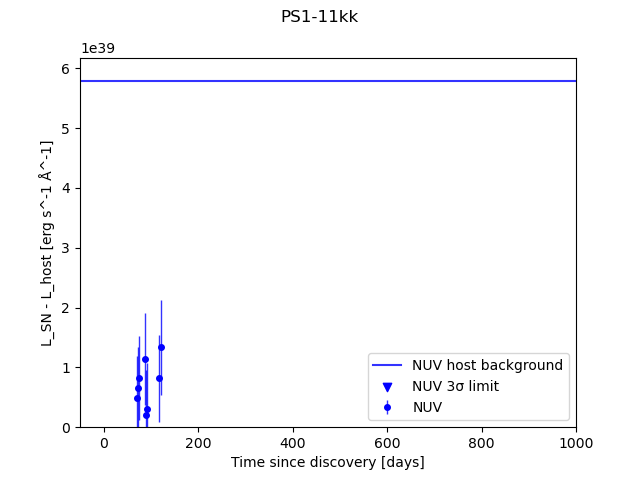 PS1-11kk
1e39
6
5
4
3
2
1
0
L_SN - L_host [erg s^-1 Å^-1]
NUV host background
NUV 3σ limit
NUV
0 200 400 600 800 1000
Time since discovery [days]